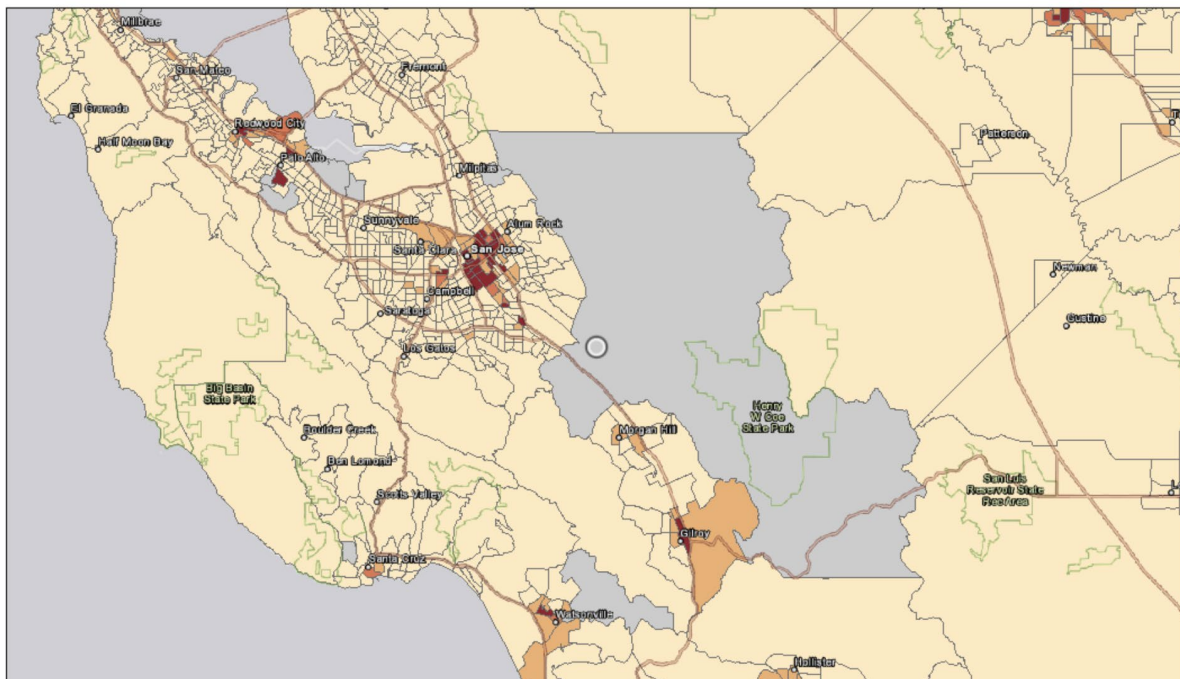 Millbrae
San Mateo
Fremont
El Granada
Redwood City
Half Moon Bay
Patterson
Palo Alto
Milpitas
Sunnyvale
Alum Rock
Santa Clara
San Jose
Newman
Campbell
Saratoga
Gustine
Los Gatos
Big Basin
State Park
Henry
W Coe
State Park
Boulder Creek
Morgan Hill
Ben Lomond
San Luis
Reservoir State
Rec Area
Scotts Valley
Gilroy
Santa Cruz
Watsonville
Hollister